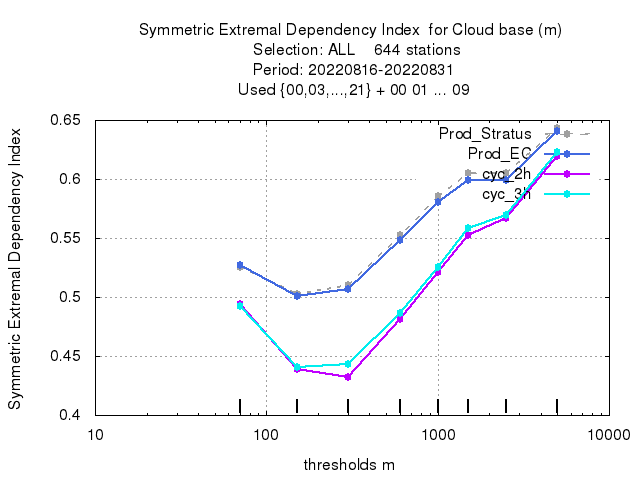 Symmetric Extremal Dependency Index  for Cloud base (m)
Selection: ALL    644 stations
Period: 20220816-20220831
Used {00,03,...,21} + 00 01 ... 09
Symmetric Extremal Dependency Index
0.65
0.6
0.55
0.5
0.45
0.4
Prod_Stratus
Prod_EC
cyc_2h
cyc_3h
10
100
1000
10000
thresholds m